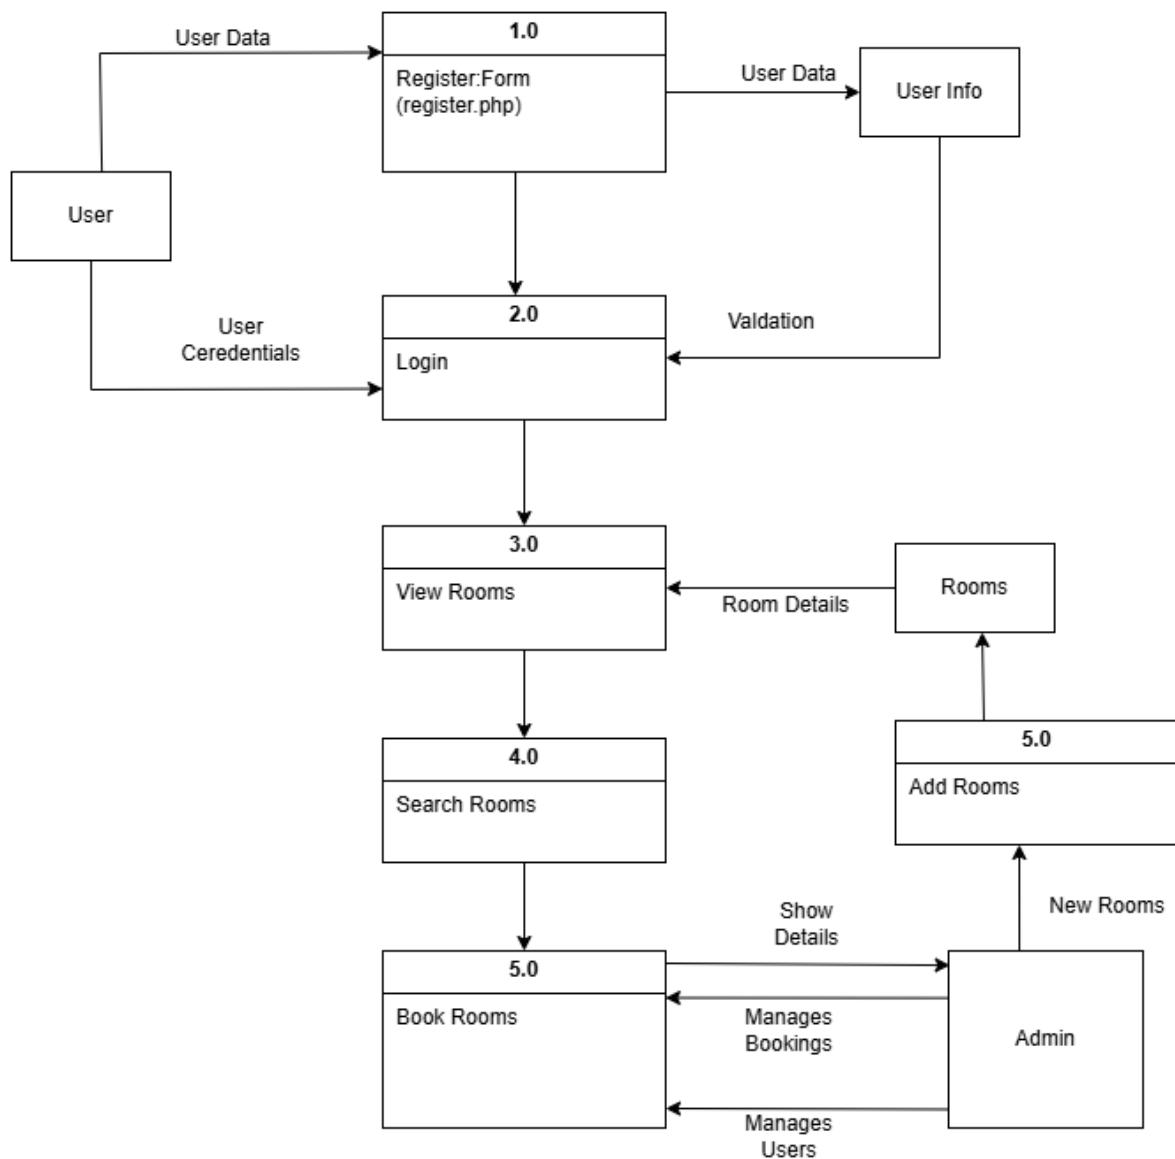 User Data
1.0
Register:Form
(register.php)
User Data
User Info
User
User
Ceredentials
2.0
Login
Valdation
3.0
View Rooms
Room Details
Rooms
4.0
Search Rooms
5.0
Add Rooms
New Rooms
Show
Details
5.0
Book Rooms
Manages
Bookings
Admin
Manages
Users